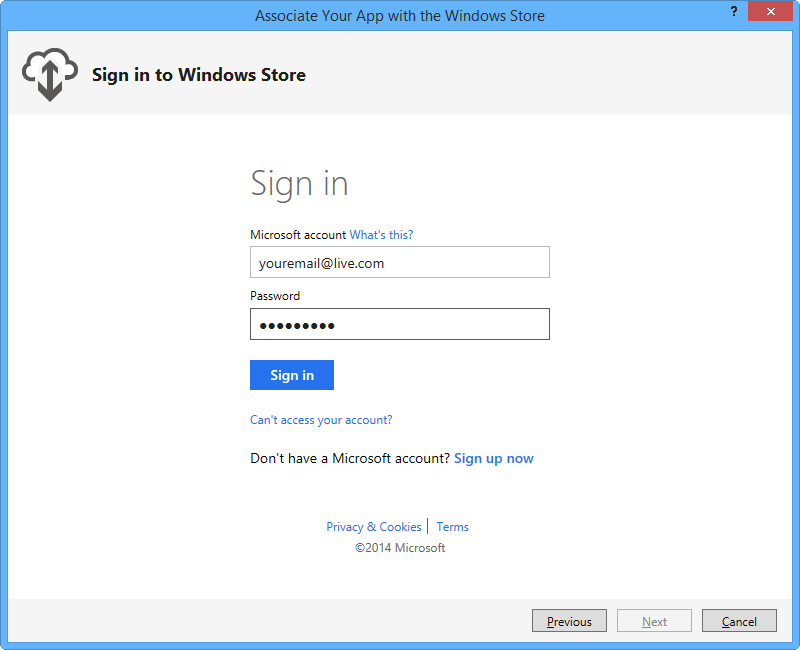 Associate Your App with the Windows Store
?
Sign in to Windows Store
Sign in
Microsoft account What's this?
youremail@live.com
Password
●●●●●●●●●
Sign in
Can't access your account?
Don't have a Microsoft account? Sign up now
Privacy & Cookies | Terms
©2014 Microsoft
Previous Next Cancel